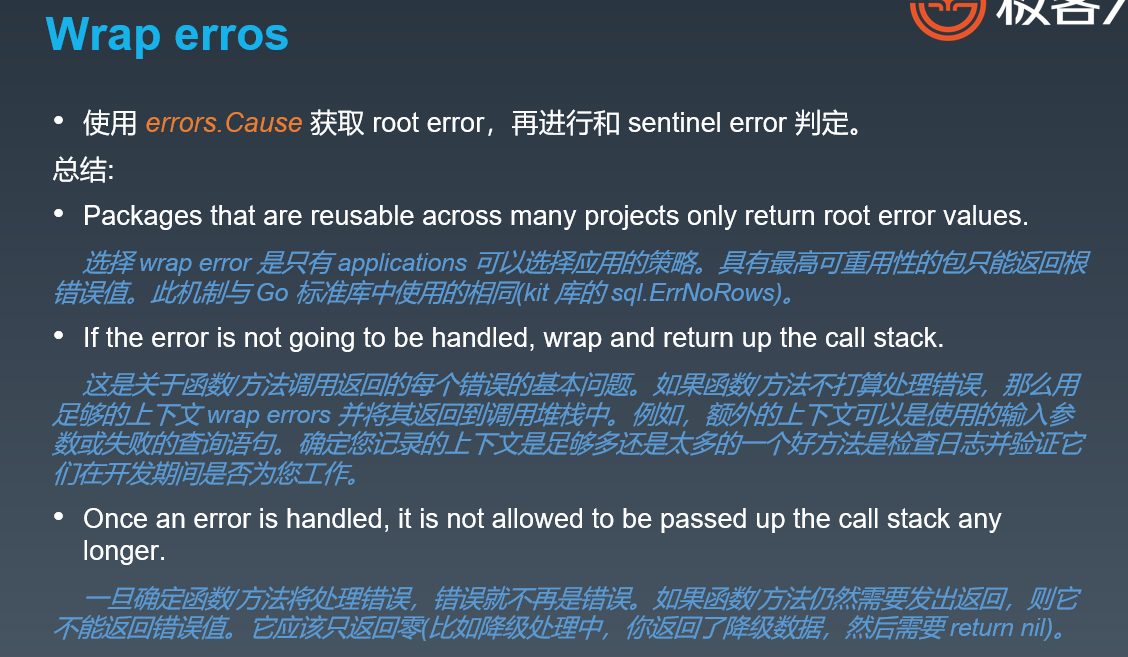 极客
Wrap erros
• 使用 errors.Cause 获取 root error，再进行和 sentinel error 判定。
总结:
• Packages that are reusable across many projects only return root error values.
选择 wrap error 是只有 applications 可以选择应用的策略。具有最高可重用性的包只能返回根
错误值。此机制与 Go 标准库中使用的相同(kit 库的 sql.ErrNoRows)。
• If the error is not going to be handled, wrap and return up the call stack.
这是关于函数/方法调用返回的每个错误的基本问题。如果函数/方法不打算处理错误，那么用
足够的上下文 wrap errors 并将其返回到调用堆栈中。例如，额外的上下文可以是使用的输入参
数或失败的查询语句。确定您记录的上下文是足够多还是太多的一个好方法是检查日志并验证它
们在开发期间是否为您工作。
• Once an error is handled, it is not allowed to be passed up the call stack any
longer.
一旦确定函数/方法将处理错误，错误就不再是错误。如果函数/方法仍然需要发出返回，则它
不能返回错误值。它应该只返回零(比如降级处理中，你返回了降级数据，然后需要 return nil)。